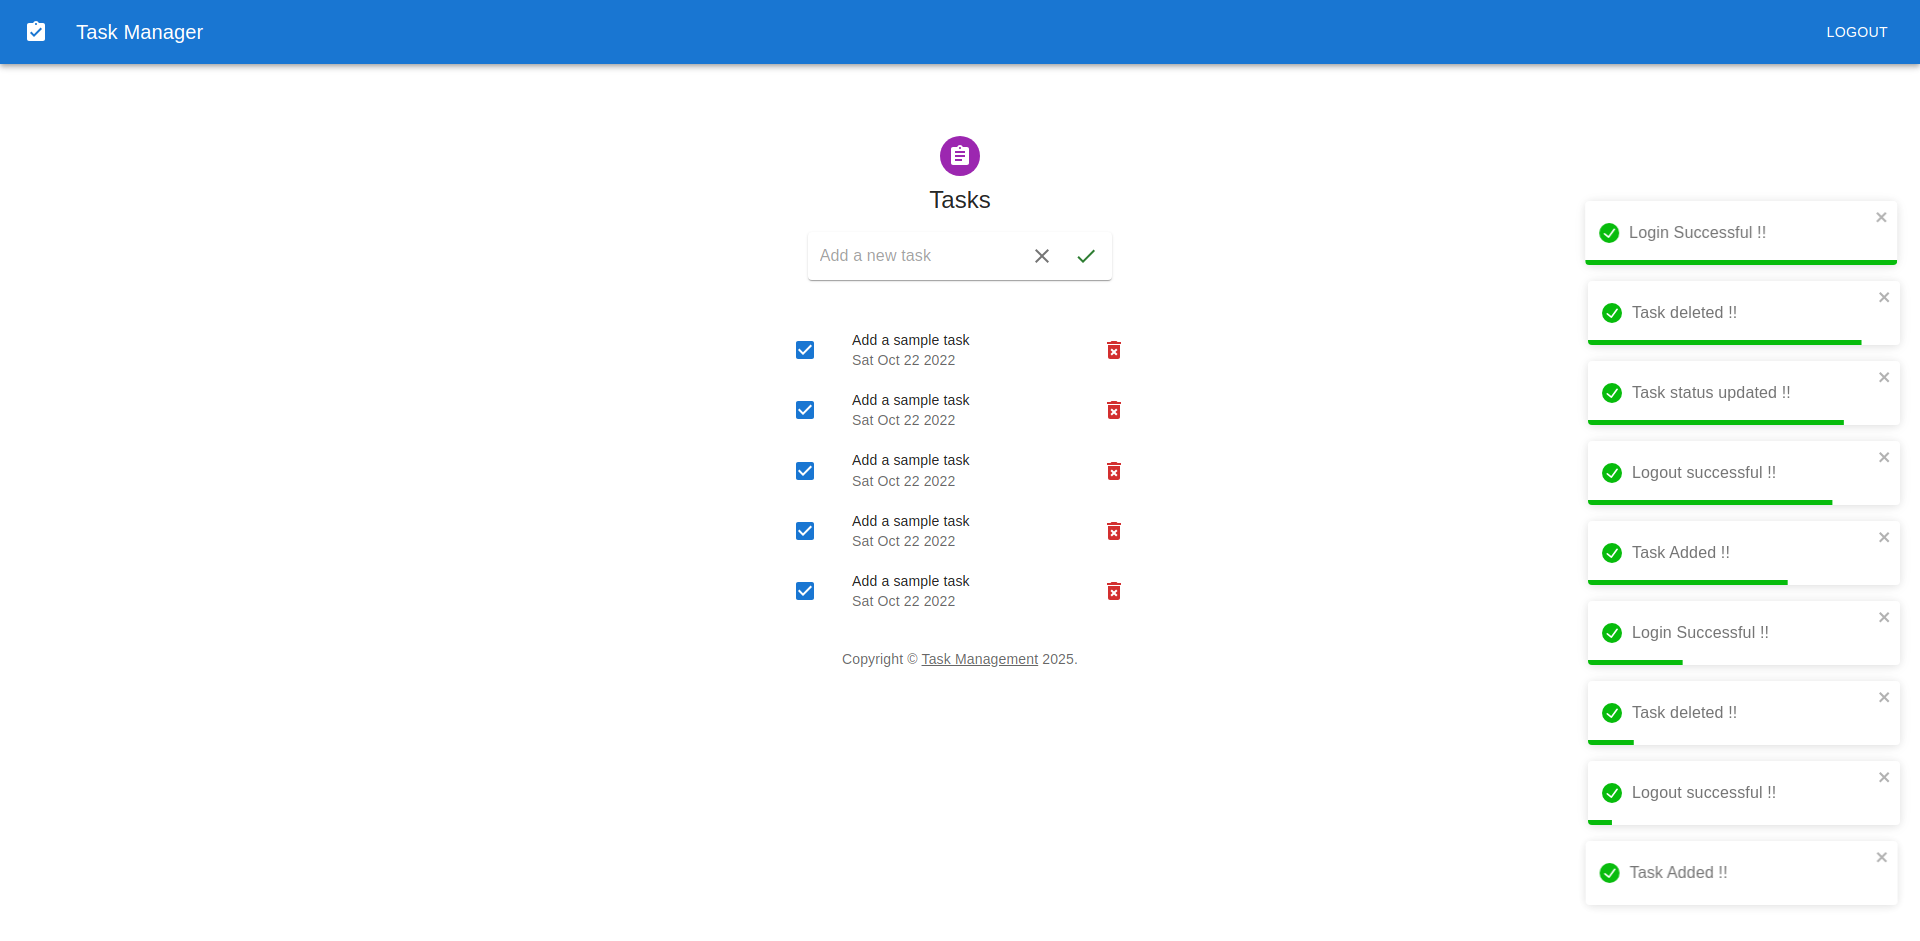 Task Manager
LOGOUT
Tasks
Add a new task
Add a sample task
Sat Oct 22 2022
Add a sample task
Sat Oct 22 2022
Add a sample task
Sat Oct 22 2022
Add a sample task
Sat Oct 22 2022
Add a sample task
Sat Oct 22 2022
Copyright © Task Management 2025.
Login Successful !!
Task deleted !!
Task status updated !!
Logout successful !!
Task Added !!
Login Successful !!
Task deleted !!
Logout successful !!
Task Added !!